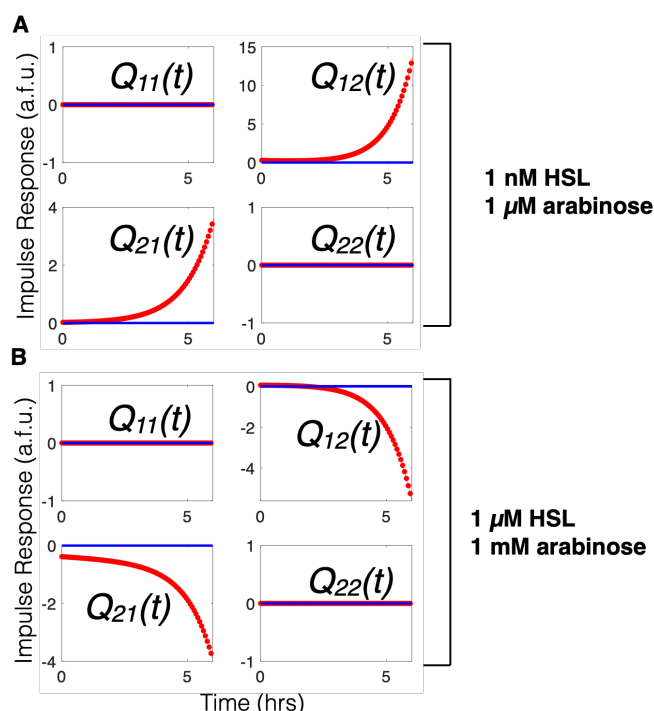 A
Impulse Response (a.f.u.)
1
0
-1
0
5
Q11(t)
15
10
5
0
0
5
Q12(t)
4
2
0
0
5
Q21(t)
1
0
-1
0
5
Q22(t)
1 nM HSL
1 µM arabinose
B
Impulse Response (a.f.u.)
1
0
-1
0
5
Q11(t)
0
-2
-4
0
5
Q12(t)
0
-2
-4
0
5
Q21(t)
1
0
-1
0
5
Q22(t)
1 µM HSL
1 mM arabinose
Time (hrs)